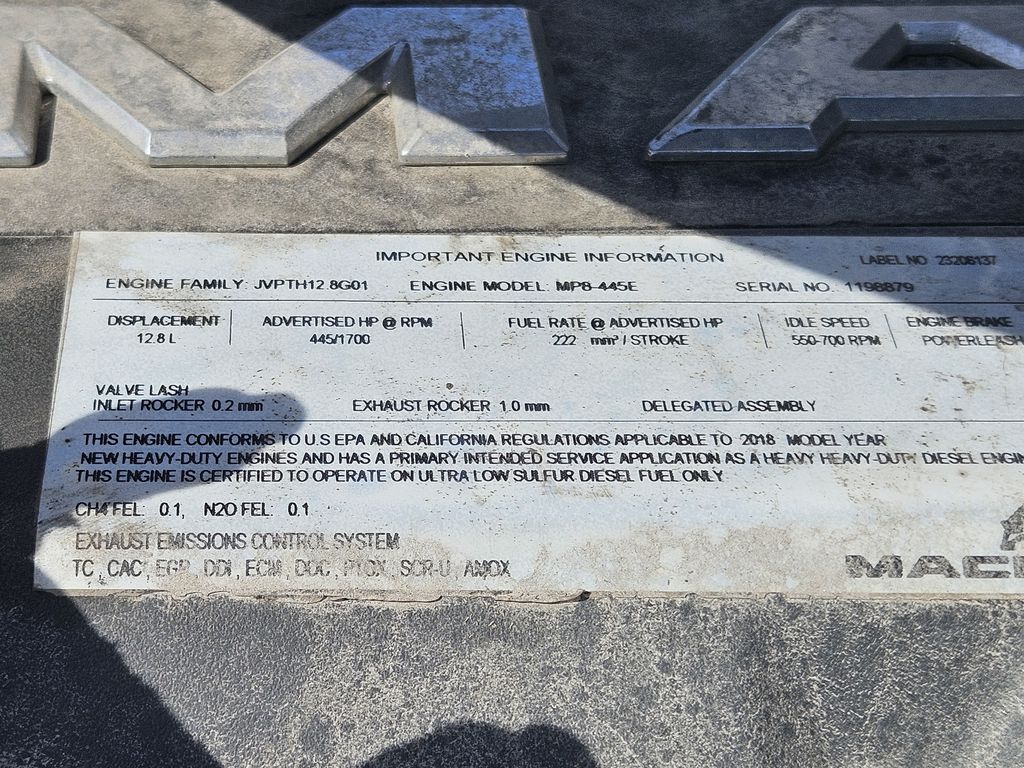 MA
IMPORTANT ENGINE INFORMATION LABEL NO 23206137
ENGINE FAMILY: JVPTH12.8G01 ENGINE MODEL: MP8-445E SERIAL NO. 1198879
DISPLACEMENT ADVERTISED HP @ RPM FUEL RATE @ ADVERTISED HP IDLE SPEED ENGINE BRAKE
12.8 L 445/1700 222 mm³ / STROKE 550-700 RPM POWERLEASH
VALVE LASH
INLET ROCKER 0.2 mm EXHAUST ROCKER 1.0 mm DELEGATED ASSEMBLY
THIS ENGINE CONFORMS TO U.S EPA AND CALIFORNIA REGULATIONS APPLICABLE TO 2018 MODEL YEAR
NEW HEAVY-DUTY ENGINES AND HAS A PRIMARY INTENDED SERVICE APPLICATION AS A HEAVY HEAVY-DUTY DIESEL ENGIN
THIS ENGINE IS CERTIFIED TO OPERATE ON ULTRA LOW SULFUR DIESEL FUEL ONLY
CH4 FEL: 0.1, N2O FEL: 0.1
EXHAUST EMISSIONS CONTROL SYSTEM
TC , CAC , EGR , DDI , ECM , DOC , PTOX , SCR-U , AMOX
MAC